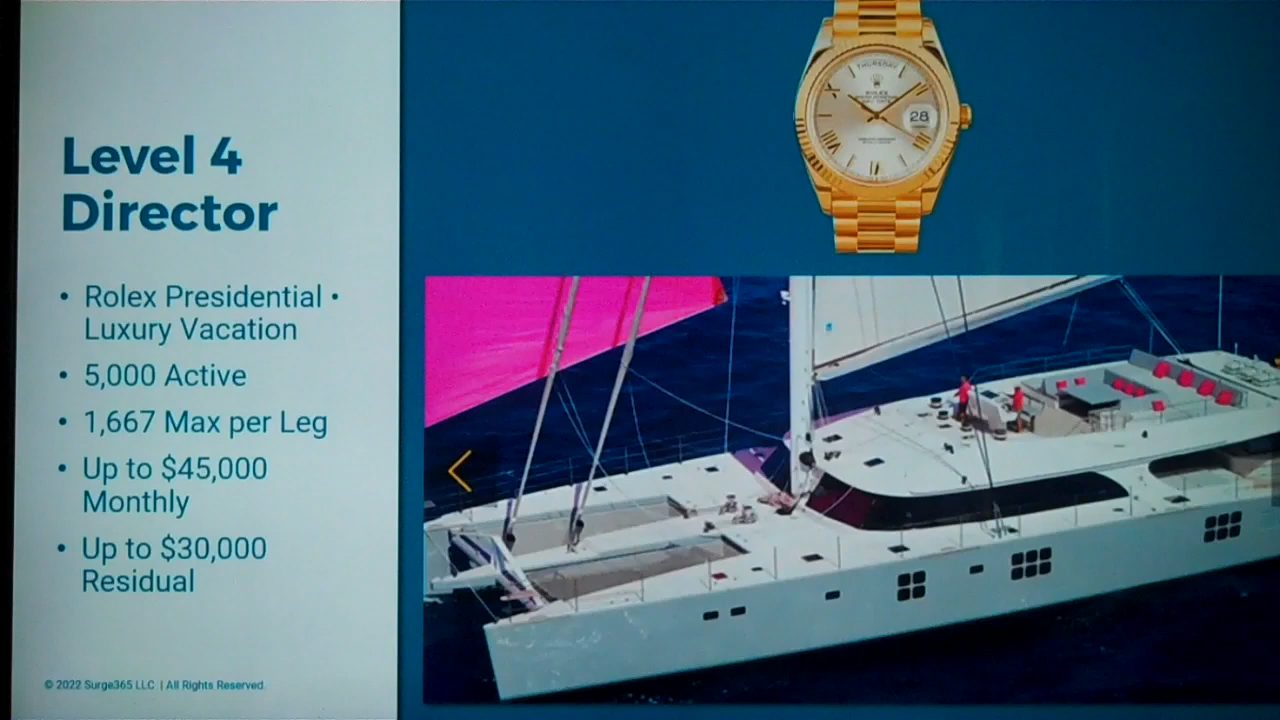 Level 4
Director
• Rolex Presidential •
Luxury Vacation
• 5,000 Active
• 1,667 Max per Leg
• Up to $45,000
Monthly
• Up to $30,000
Residual
© 2022 Surge365 LLC | All Rights Reserved.
THURSDAY
ROLEX
28